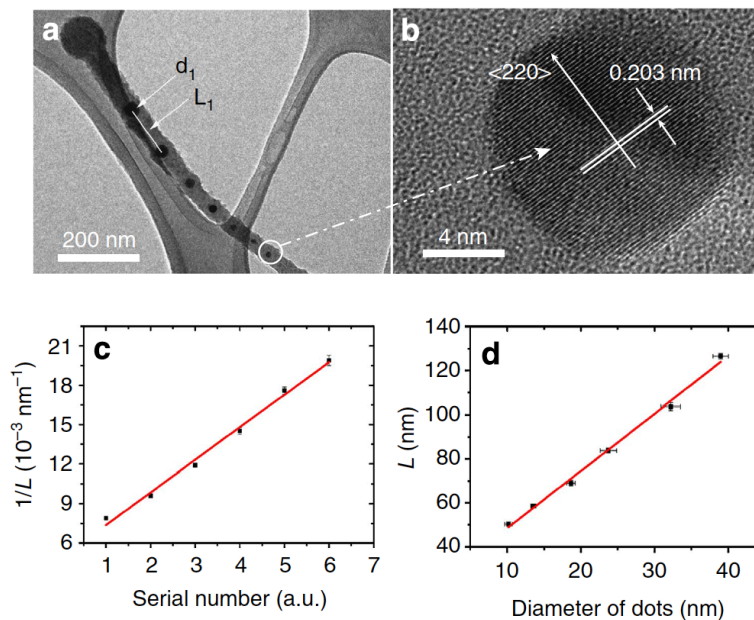 a
d1
L1
200 nm
b
<220>
0.203 nm
4 nm
c
21
18
15
12
9
6
1/L (10⁻³ nm⁻¹)
1 2 3 4 5 6 7
Serial number (a.u.)
d
140
120
100
80
60
40
L (nm)
10 20 30 40
Diameter of dots (nm)